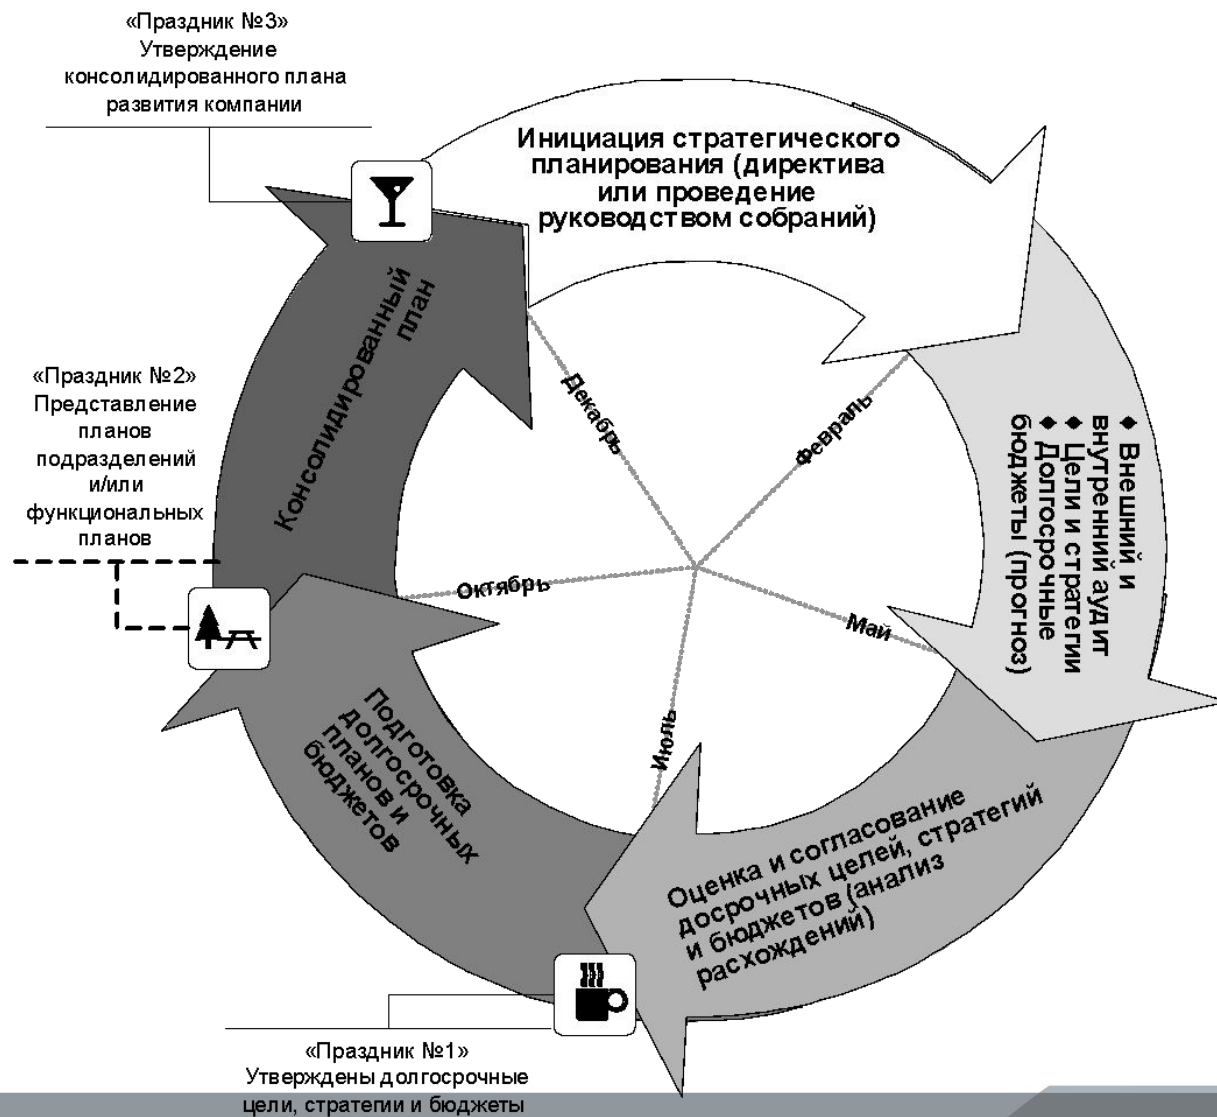 «Праздник №3»
Утверждение
консолидированного плана
развития компании
Инициация стратегического
планирования (директива
или проведение
руководством собраний)
Консолидированный
план
«Праздник №2»
Представление
планов
подразделений
и/или
функциональных
планов
Декабрь
Февраль
♦ Внешний и
внутренний аудит
♦ Цели и стратегии
♦ Долгосрочные
бюджеты (прогноз)
Октябрь
Май
Июль
Подготовка
долгосрочных
планов и
бюджетов
Оценка и согласование
досрочных целей, стратегий
и бюджетов (анализ
расхождений)
«Праздник №1»
Утверждены долгосрочные
цели, стратегии и бюджеты